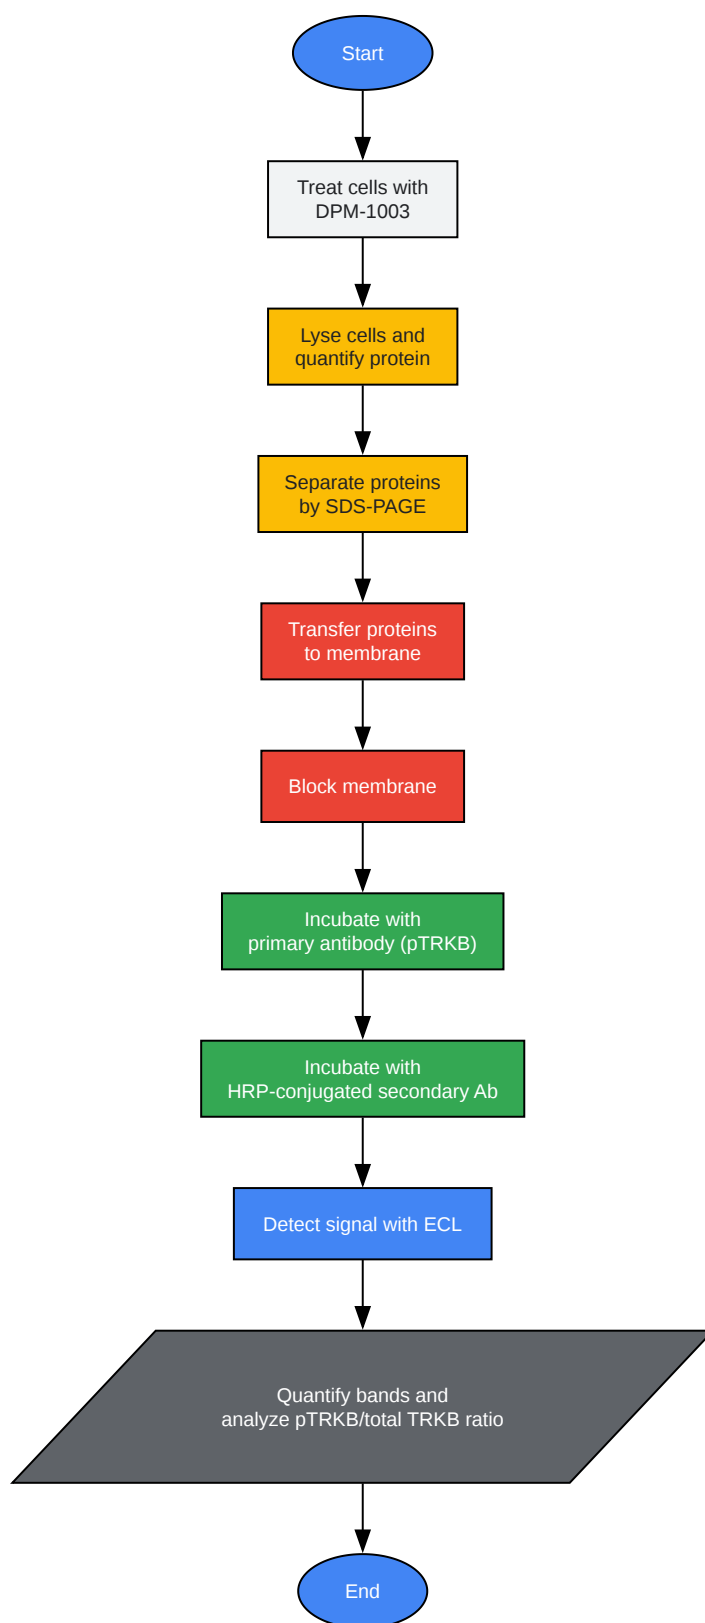 Start
Treat cells with
DPM-1003
Lyse cells and
quantify protein
Separate proteins
by SDS-PAGE
Transfer proteins
to membrane
Block membrane
Incubate with
primary antibody (pTRKB)
Incubate with
HRP-conjugated secondary Ab
Detect signal with ECL
Quantify bands and
analyze pTRKB/total TRKB ratio
End